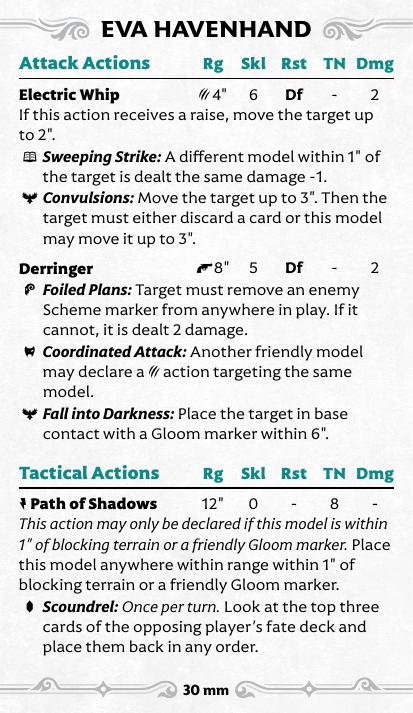 EVA HAVENHAND
Attack Actions Rg Skl Rst TN Dmg
Electric Whip 4" 6 Df - 2
If this action receives a raise, move the target up
to 2".
Sweeping Strike: A different model within 1" of
the target is dealt the same damage -1.
Convulsions: Move the target up to 3". Then the
target must either discard a card or this model
may move it up to 3".
Derringer 8" 5 Df - 2
Foiled Plans: Target must remove an enemy
Scheme marker from anywhere in play. If it
cannot, it is dealt 2 damage.
Coordinated Attack: Another friendly model
may declare a action targeting the same
model.
Fall into Darkness: Place the target in base
contact with a Gloom marker within 6".
Tactical Actions Rg Skl Rst TN Dmg
Path of Shadows 12" 0 - 8 -
This action may only be declared if this model is within
1" of blocking terrain or a friendly Gloom marker. Place
this model anywhere within range within 1" of
blocking terrain or a friendly Gloom marker.
Scoundrel: Once per turn. Look at the top three
cards of the opposing player's fate deck and
place them back in any order.
30 mm